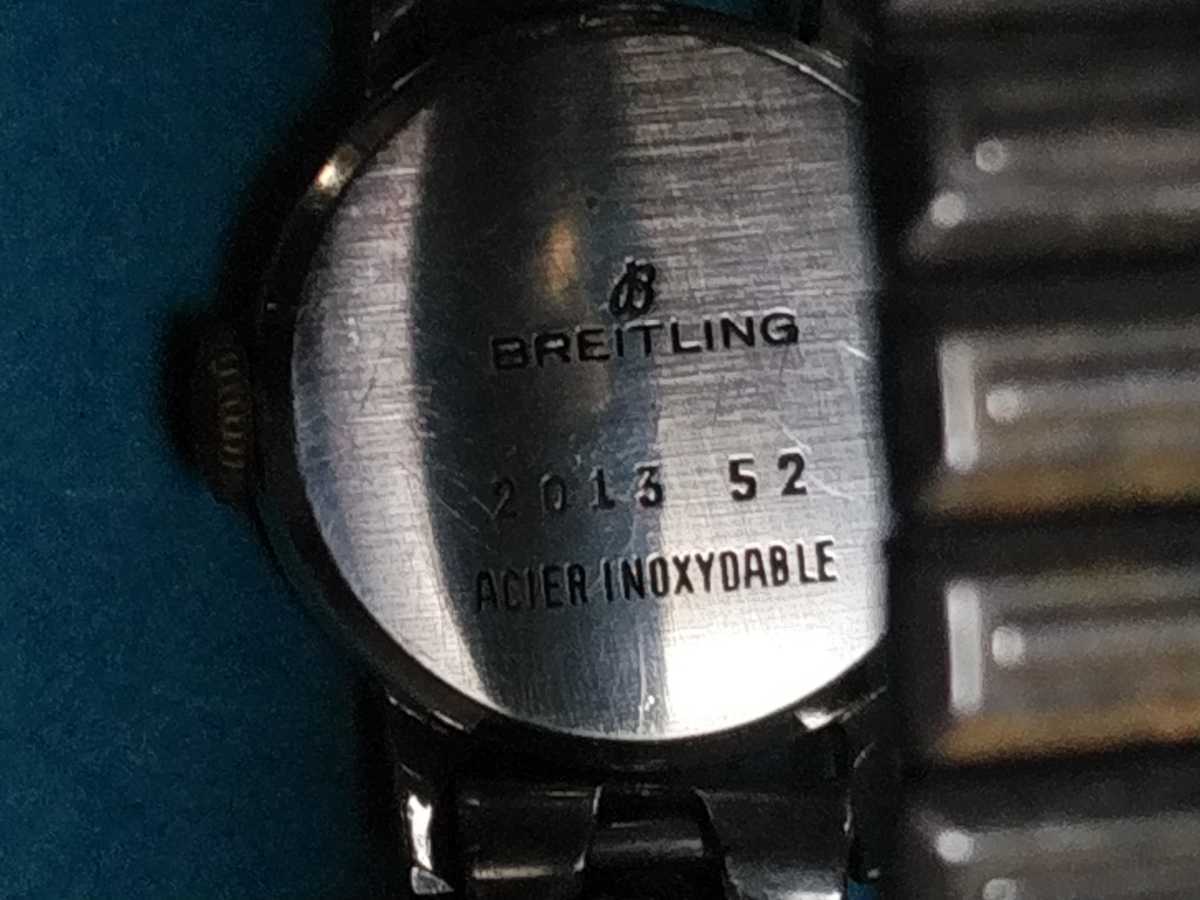 B
BREITLING
2013 52
ACIER INOXYDABLE